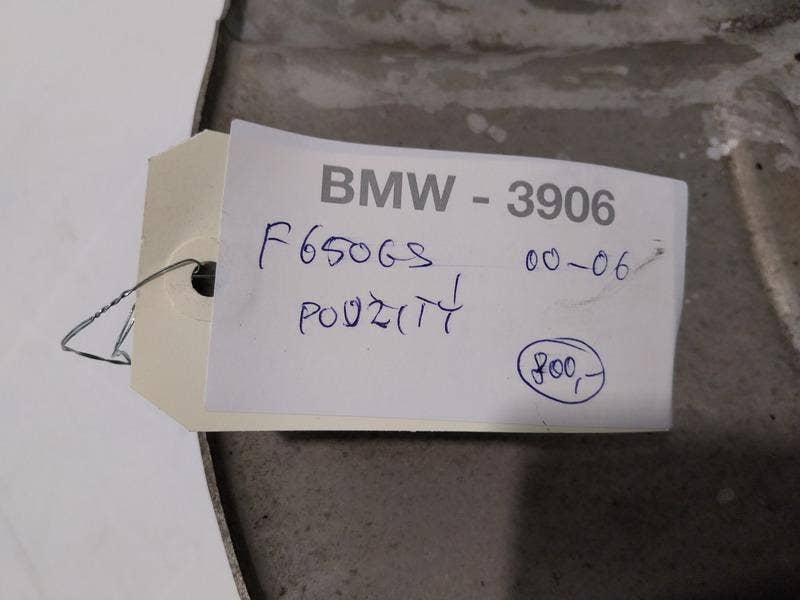 BMW - 3906
F650GS 00-06
POUŽITÝ
800,-